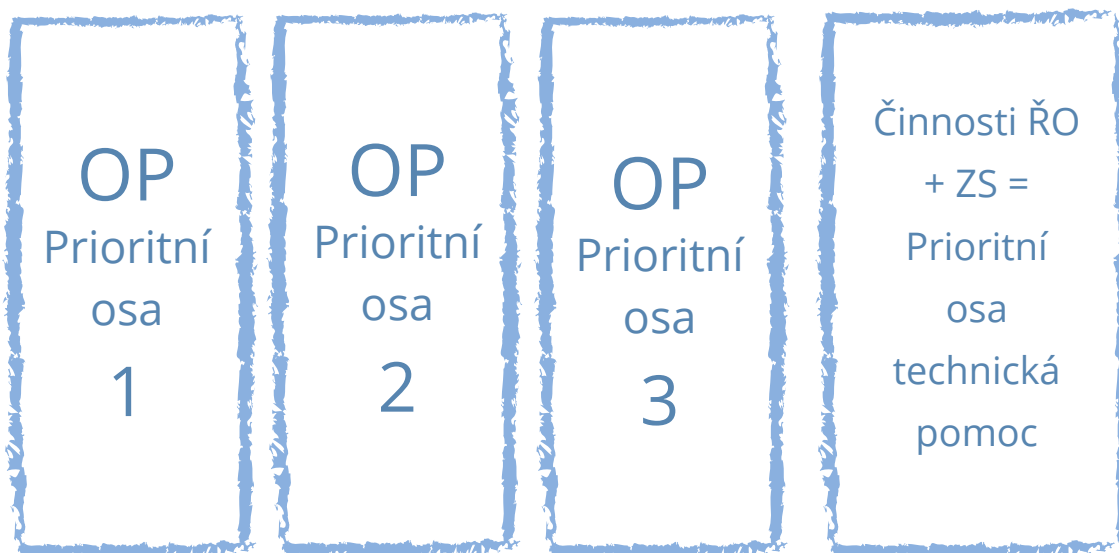 OP
Prioritní
osa
1
OP
Prioritní
osa
2
OP
Prioritní
osa
3
Činnosti ŘO
+ ZS =
Prioritní
osa
technická
pomoc